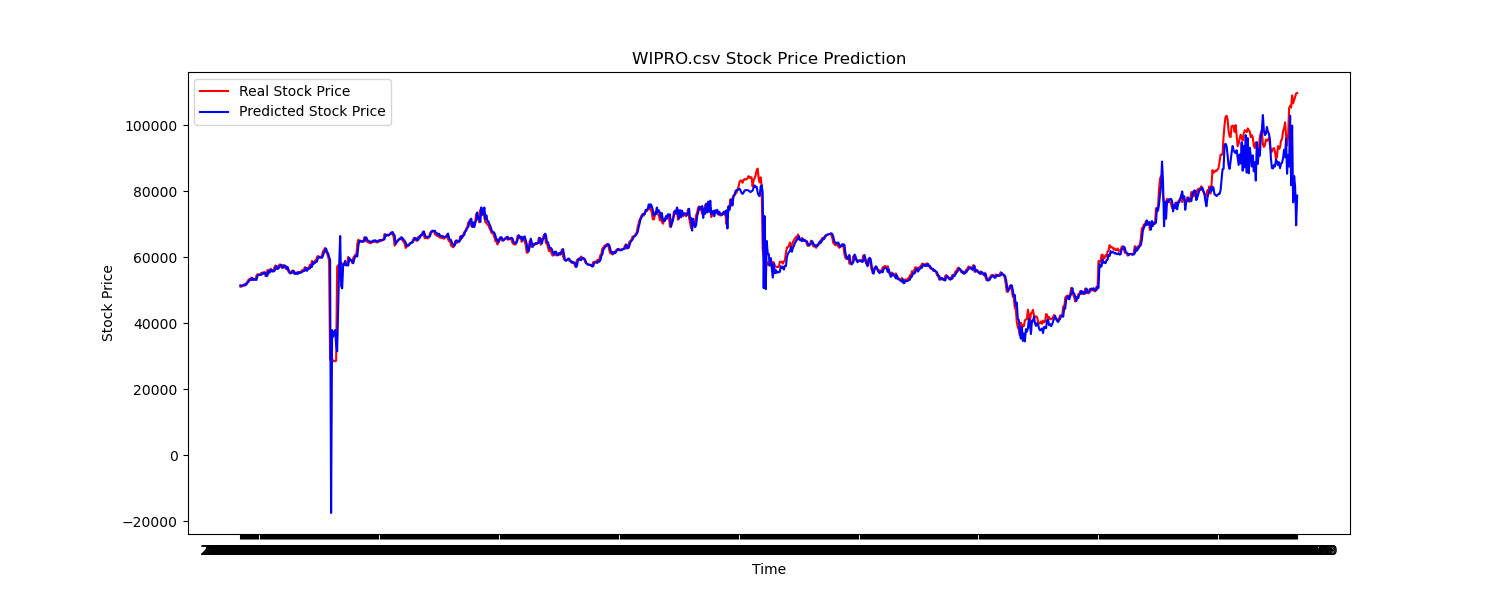 WIPRO.csv Stock Price Prediction
Real Stock Price
Predicted Stock Price
100000
80000
60000
40000
20000
0
−20000
Stock Price
Time